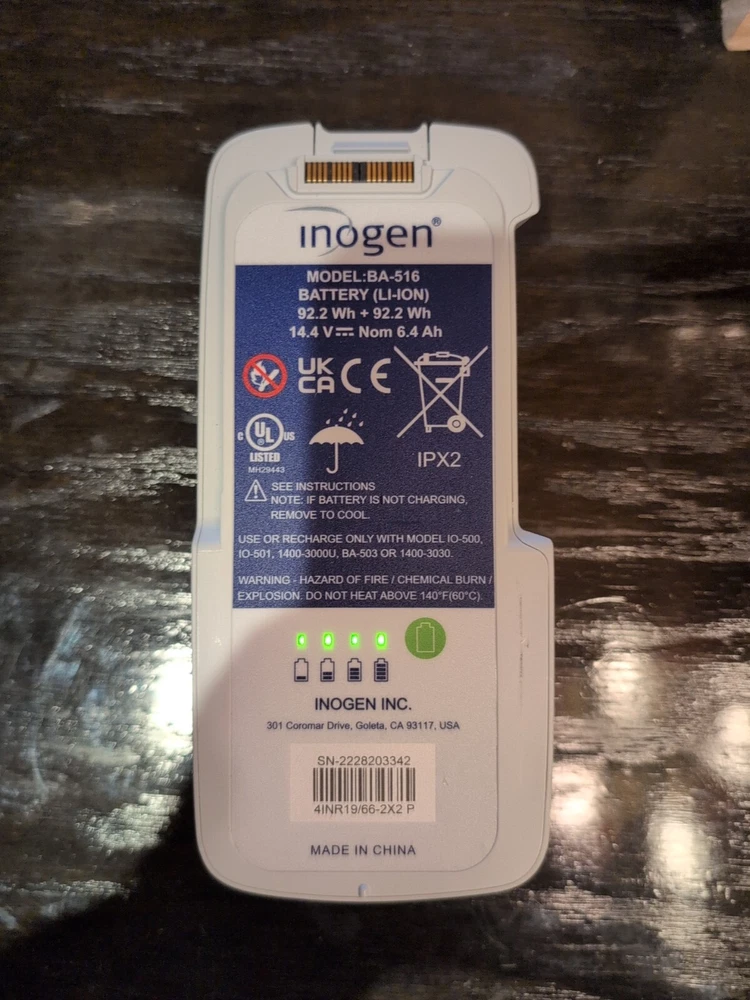 inogen®
MODEL:BA-516
BATTERY (LI-ION)
92.2 Wh + 92.2 Wh
14.4 V⎓ Nom 6.4 Ah
UK
CA CE
C UL US
LISTED
MH29443
IPX2
SEE INSTRUCTIONS
NOTE: IF BATTERY IS NOT CHARGING,
REMOVE TO COOL.
USE OR RECHARGE ONLY WITH MODEL IO-500,
IO-501, 1400-3000U, BA-503 OR 1400-3030.
WARNING - HAZARD OF FIRE / CHEMICAL BURN /
EXPLOSION. DO NOT HEAT ABOVE 140°F(60°C).
INOGEN INC.
301 Coromar Drive, Goleta, CA 93117, USA
SN-2228203342
4INR19/66-2X2 P
MADE IN CHINA